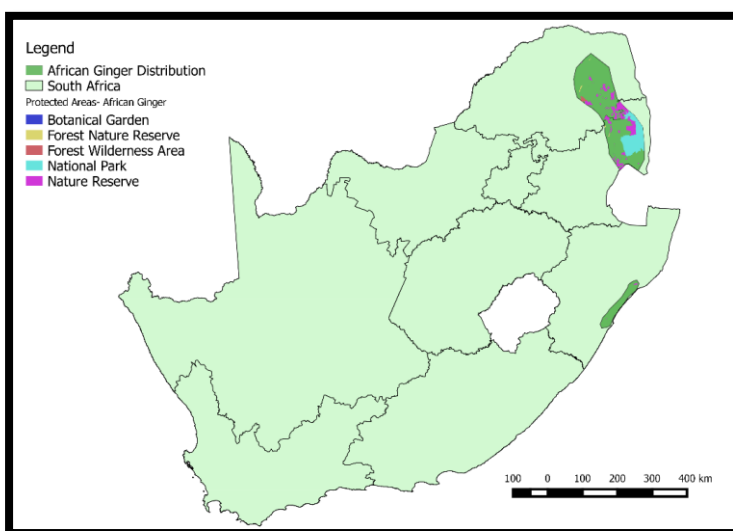 Legend
African Ginger Distribution
South Africa
Protected Areas- African Ginger
Botanical Garden
Forest Nature Reserve
Forest Wilderness Area
National Park
Nature Reserve
100 0 100 200 300 400 km